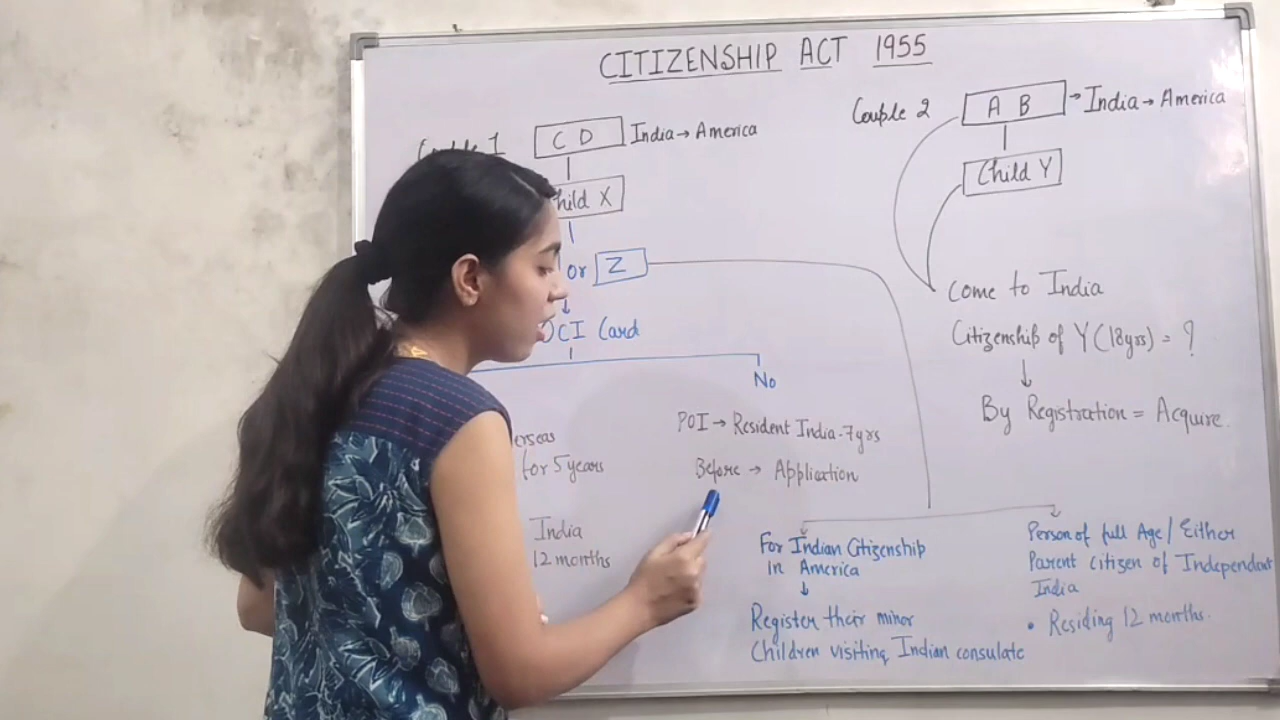 CITIZENSHIP ACT 1955
1 C D India → America
hild X
or Z
OCI Card
No
erseas
for 5 years
India
12 months
POI → Resident India - 7yrs
Before → Application
For Indian Citizenship
in America
Register their minor
Children visiting Indian consulate
Couple 2 A B → India → America
Child Y
Come to India
Citizenship of Y (18yrs) = ?
By Registration = Acquire.
Person of full Age / Either
Parent citizen of Independent
India
• Residing 12 months.